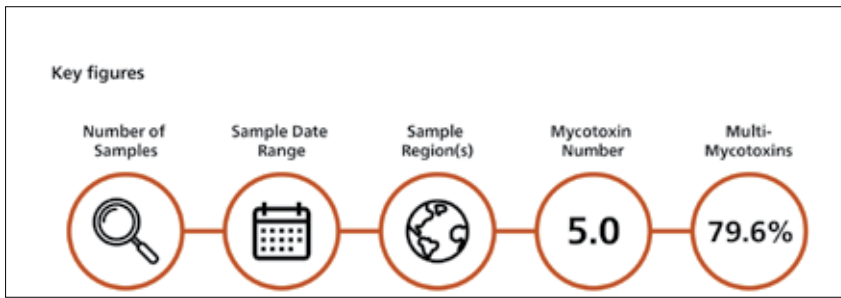 Key figures
Number of
Samples
Sample Date
Range
Sample
Region(s)
Mycotoxin
Number
Multi-
Mycotoxins
5.0
79.6%